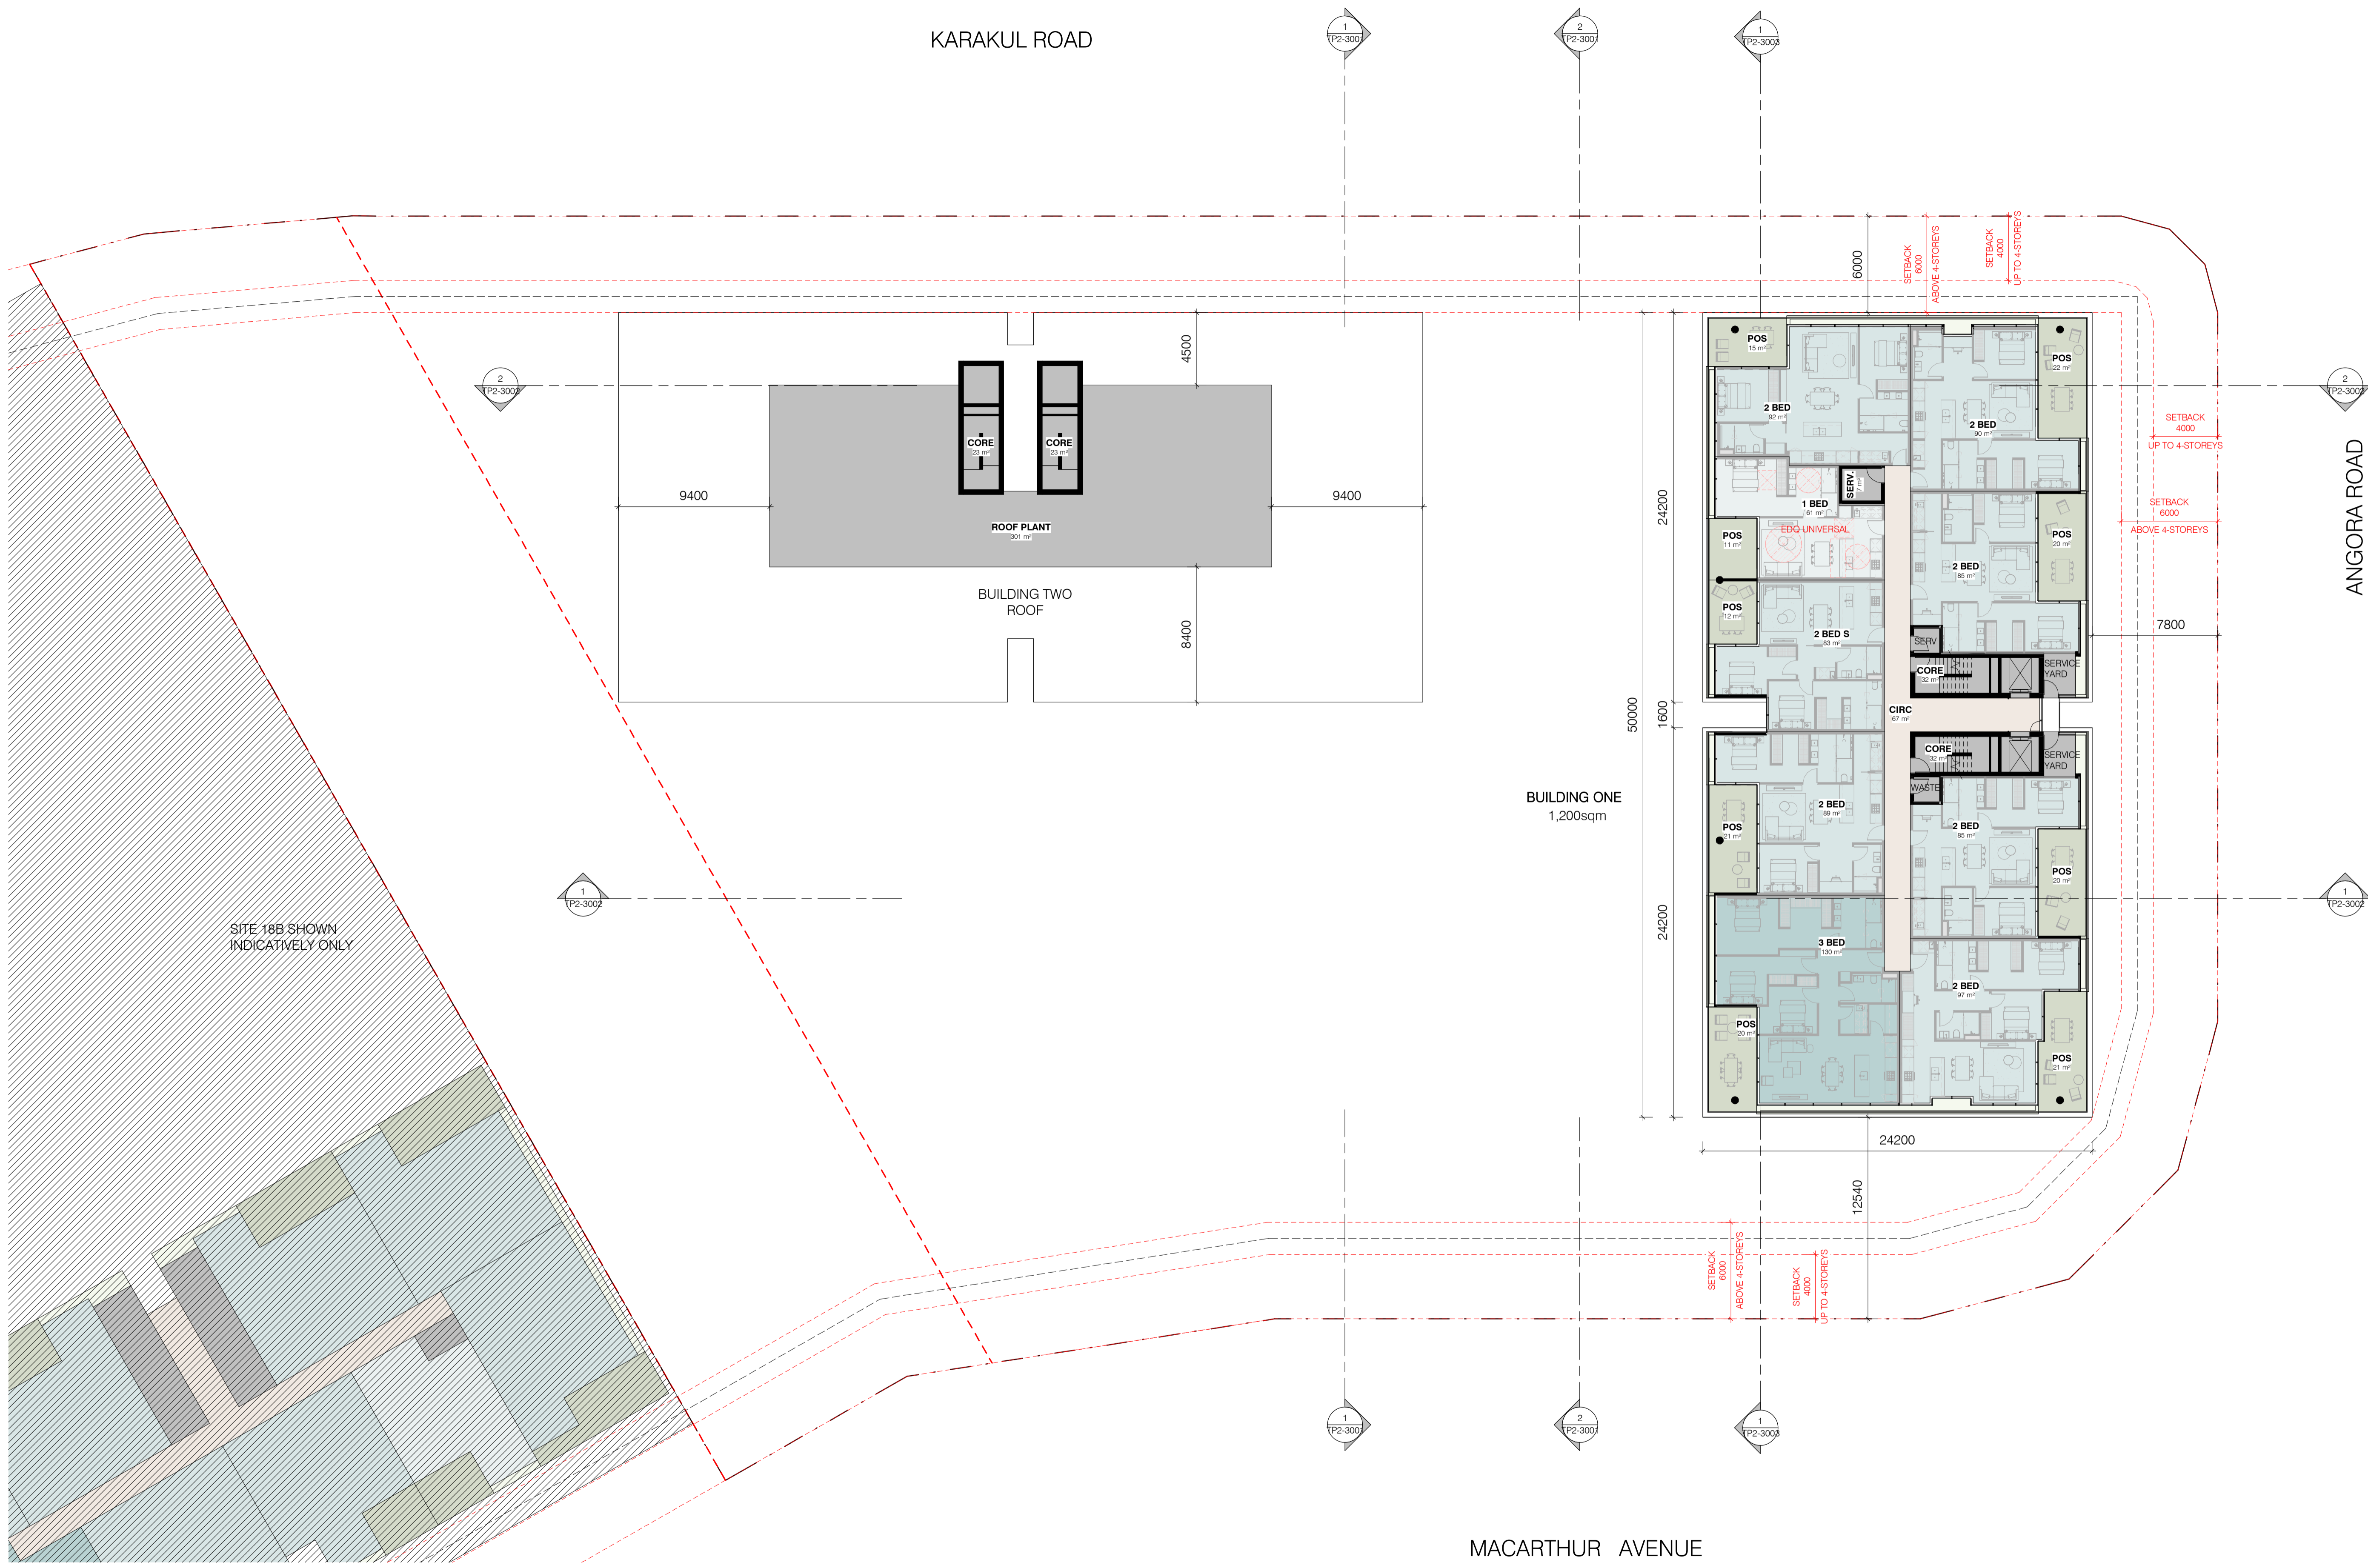 KARAKUL ROAD
1
TP2-3001
2
TP2-3001
1
TP2-3003
SETBACK
6000
ABOVE 4-STOREYS
SETBACK
4000
UP TO 4-STOREYS
6000
4500
2
TP2-3002
CORE
23 m²
CORE
23 m²
9400
9400
ROOF PLANT
301 m²
BUILDING TWO
ROOF
8400
POS
15 m²
POS
22 m²
2 BED
92 m²
2 BED
90 m²
2
TP2-3002
SETBACK
4000
UP TO 4-STOREYS
SETBACK
6000
ABOVE 4-STOREYS
ANGORA ROAD
24200
SERV.
7 m²
1 BED
61 m²
EDQ UNIVERSAL
POS
11 m²
POS
20 m²
2 BED
85 m²
POS
12 m²
2 BED S
83 m²
SERV
7800
CORE
32 m²
SERVICE
YARD
50000
1600
CIRC
67 m²
CORE
32 m²
SERVICE
YARD
WASTE
BUILDING ONE
1,200sqm
2 BED
89 m²
POS
21 m²
2 BED
85 m²
POS
20 m²
1
TP2-3002
1
TP2-3002
24200
SITE 18B SHOWN
INDICATIVELY ONLY
3 BED
130 m²
2 BED
97 m²
POS
20 m²
POS
21 m²
24200
12540
SETBACK
6000
ABOVE 4-STOREYS
SETBACK
4000
UP TO 4-STOREYS
1
TP2-3001
2
TP2-3001
1
TP2-3003
MACARTHUR AVENUE